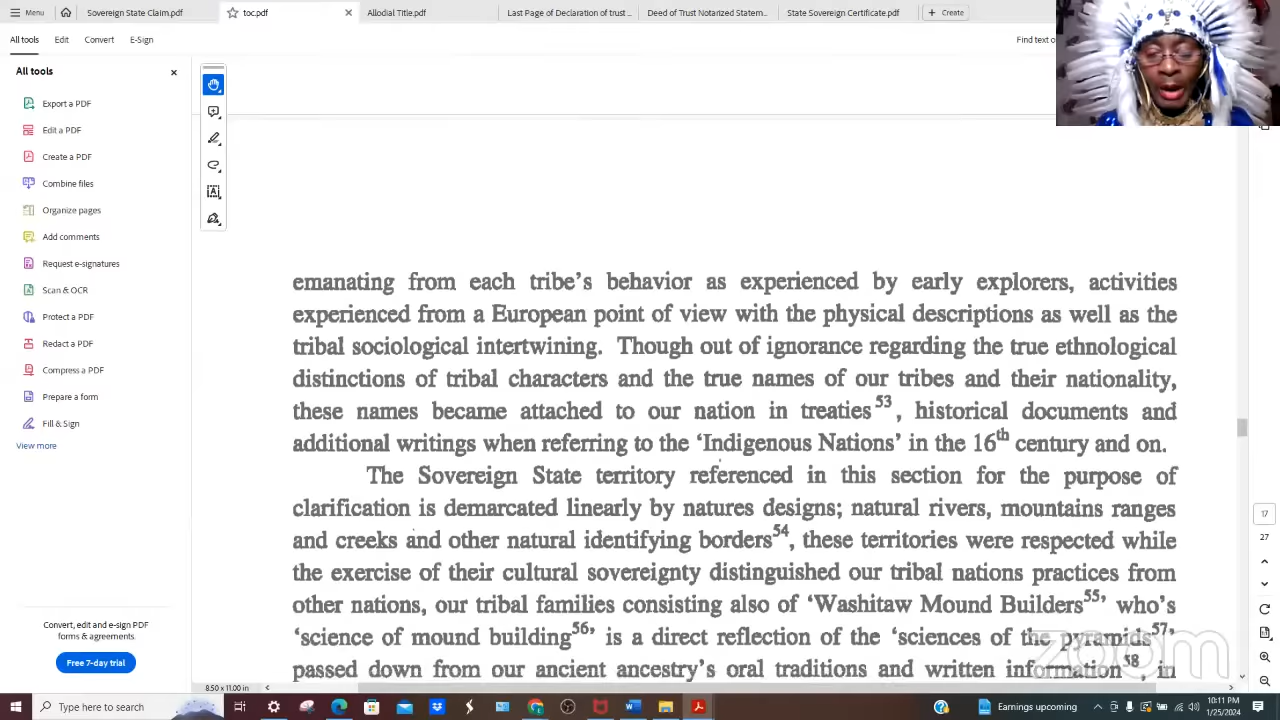 Menu
Sovereign State Claim.pdf
toc.pdf
Allodial Title.pdf
Last Page of Declaration of trust ...
Deed of Trust Notarized Statem...
State Sovereign Certificate.pdf
Create
All tools
Edit
Convert
E-Sign
Find text o
All tools
Export a PDF
Edit a PDF
Create a PDF
Combine files
Organize pages
Add comments
Request e-signatures
Scan & OCR
Protect a PDF
Redact a PDF
Compress a PDF
Prepare a form
Fill & Sign
View more
Convert, edit and e-sign PDF
forms & agreements.
Free 7-day trial
emanating from each tribe's behavior as experienced by early explorers, activities
experienced from a European point of view with the physical descriptions as well as the
tribal sociological intertwining. Though out of ignorance regarding the true ethnological
distinctions of tribal characters and the true names of our tribes and their nationality,
these names became attached to our nation in treaties53, historical documents and
additional writings when referring to the 'Indigenous Nations' in the 16th century and on.
The Sovereign State territory referenced in this section for the purpose of
clarification is demarcated linearly by natures designs; natural rivers, mountains ranges
and creeks and other natural identifying borders54, these territories were respected while
the exercise of their cultural sovereignty distinguished our tribal nations practices from
other nations, our tribal families consisting also of 'Washitaw Mound Builders55' who's
'science of mound building56' is a direct reflection of the 'sciences of the pyramids57'
passed down from our ancient ancestry's oral traditions and written information58, in
17
27
zoom
8.50 x 11.00 in
Type here to search
Earnings upcoming
10:11 PM
1/25/2024